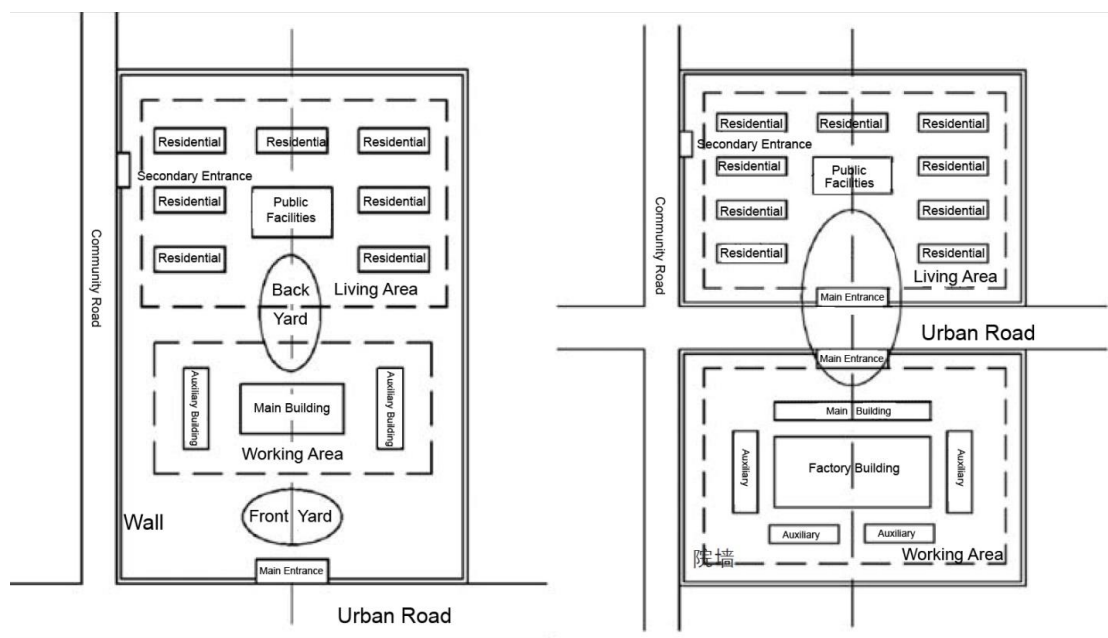 Residential
Residential
Residential
Secondary Entrance
Residential
Public
Facilities
Residential
Residential
Residential
Back
Yard
Living Area
Community Road
Auxiliary Building
Main Building
Auxiliary Building
Working Area
Front Yard
Wall
Main Entrance
Urban Road
Residential
Residential
Residential
Secondary Entrance
Residential
Public
Facilities
Residential
Residential
Residential
Residential
Residential
Living Area
Community Road
Main Entrance
Urban Road
Main Entrance
Main Building
Auxiliary
Factory Building
Auxiliary
Auxiliary
Auxiliary
Working Area
院墙